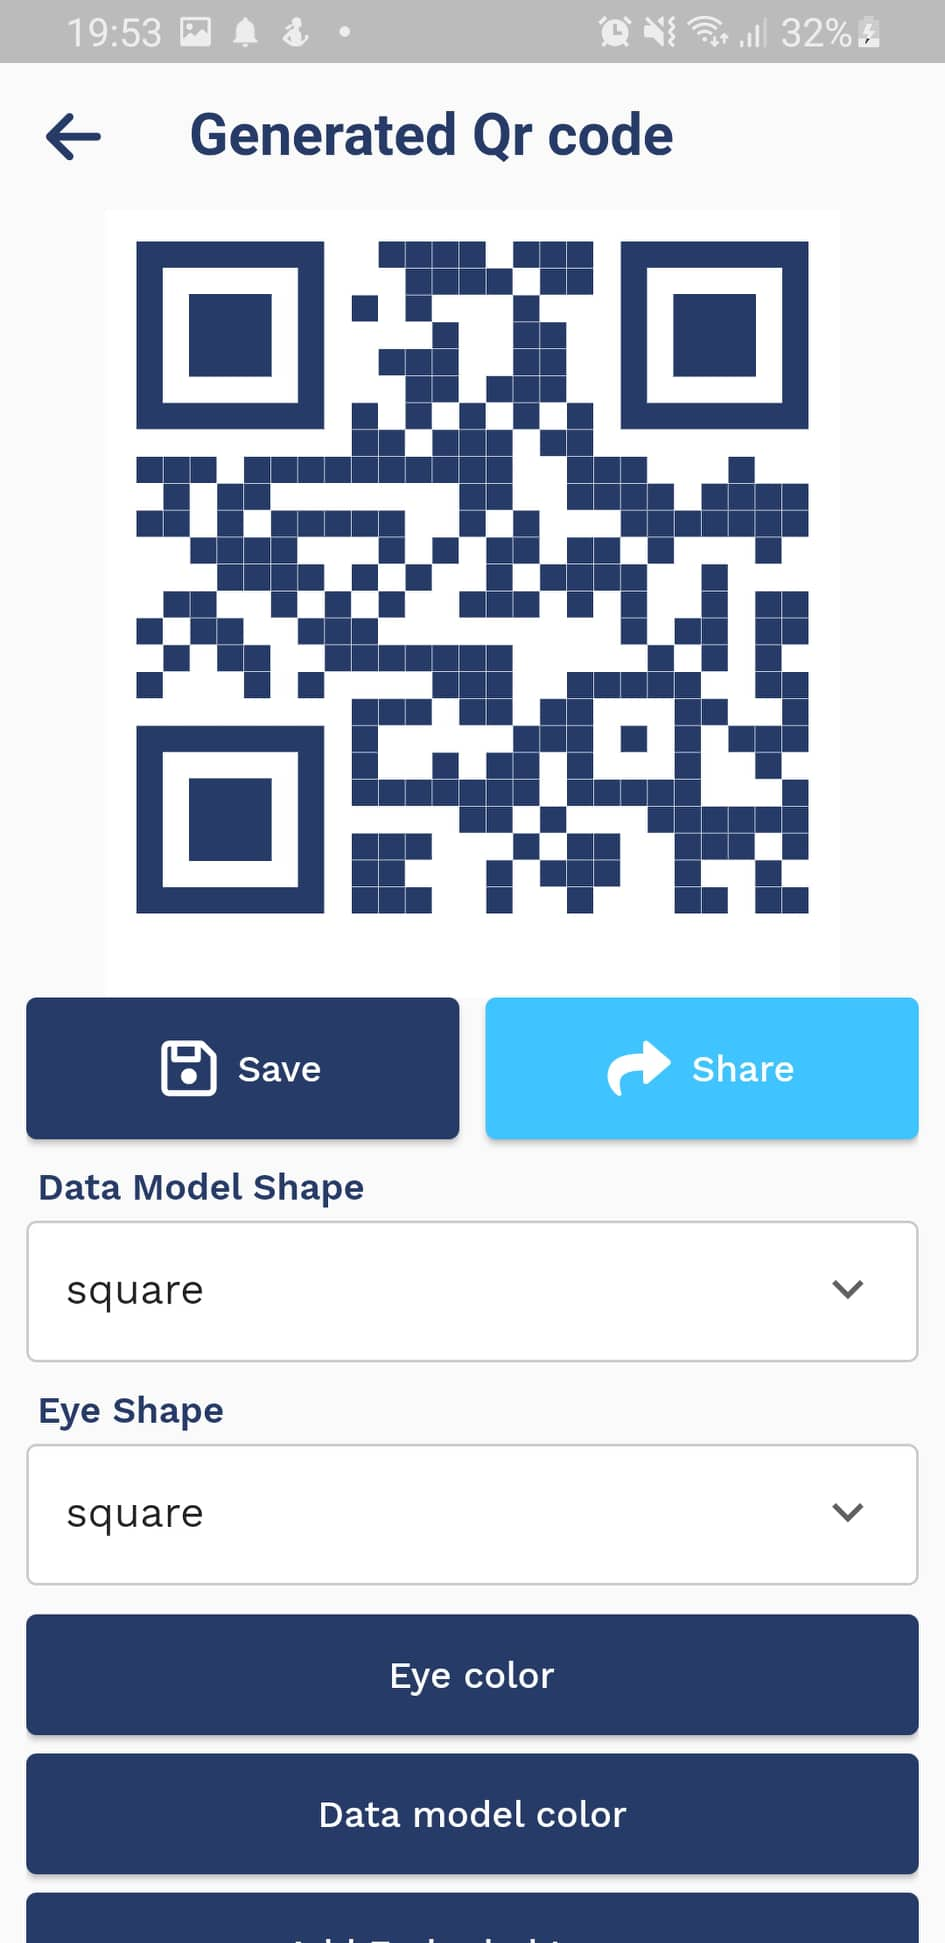 19:53 32%
Generated Qr code
Save
Share
Data Model Shape
square
Eye Shape
square
Eye color
Data model color